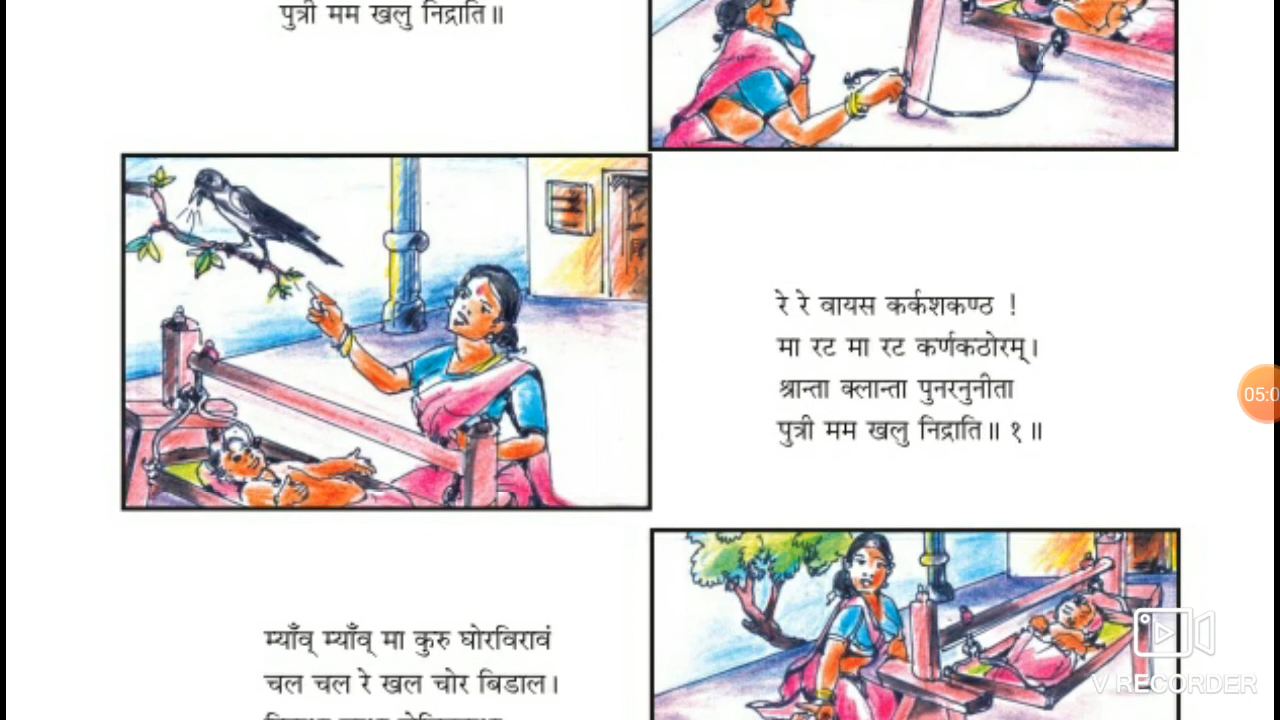 पुत्री मम खलु निद्राति॥
रे रे वायस कर्कशकण्ठ !
मा रट मा रट कर्णकठोरम्।
श्रान्ता क्लान्ता पुनरनुनीता
पुत्री मम खलु निद्राति॥ १॥
05:0
म्याँव् म्याँव् मा कुरु घोरविरावं
चल चल रे खल चोर बिडाल।
V RECORDER